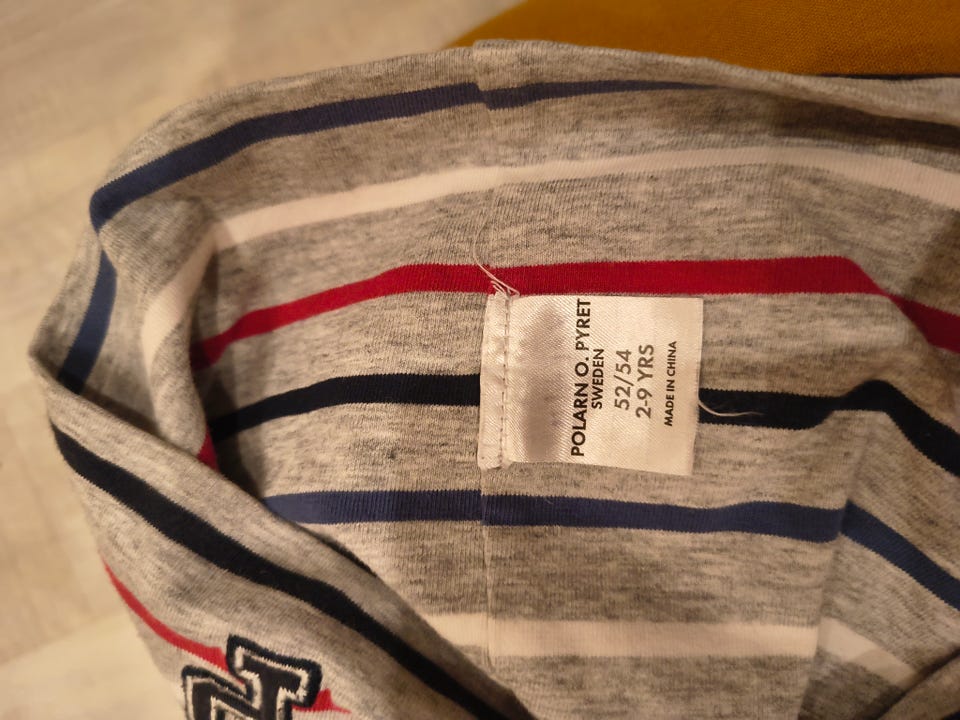 POLARN O. PYRET
SWEDEN
52/54
2-9 YRS
MADE IN CHINA